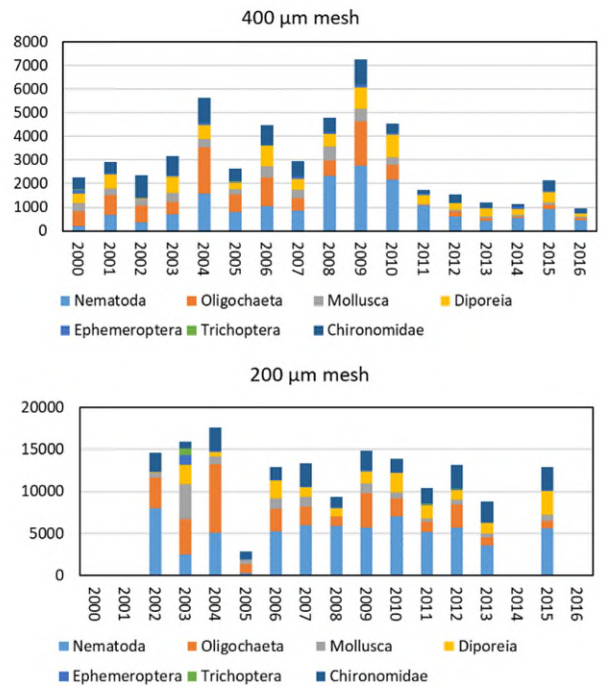 400 µm mesh
8000
7000
6000
5000
4000
3000
2000
1000
0
2000 2001 2002 2003 2004 2005 2006 2007 2008 2009 2010 2011 2012 2013 2014 2015 2016
Nematoda Oligochaeta Mollusca Diporeia
Ephemeroptera Trichoptera Chironomidae
200 µm mesh
20000
15000
10000
5000
0
2000 2001 2002 2003 2004 2005 2006 2007 2008 2009 2010 2011 2012 2013 2014 2015 2016
Nematoda Oligochaeta Mollusca Diporeia
Ephemeroptera Trichoptera Chironomidae